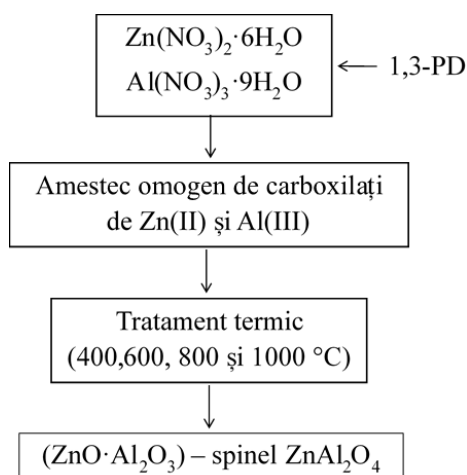 Zn(NO₃)₂·6H₂O
Al(NO₃)₃·9H₂O
1,3-PD
Amestec omogen de carboxilați
de Zn(II) și Al(III)
Tratament termic
(400,600, 800 și 1000 °C)
(ZnO·Al₂O₃) – spinel ZnAl₂O₄